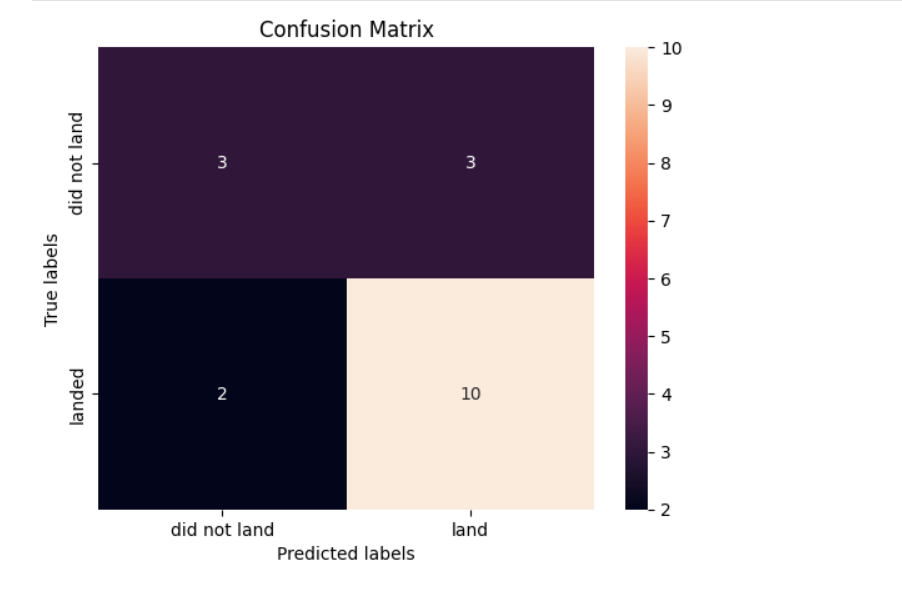 Confusion Matrix
did not land
landed
True labels
3 3
2 10
did not land land
Predicted labels
10
9
8
7
6
5
4
3
2